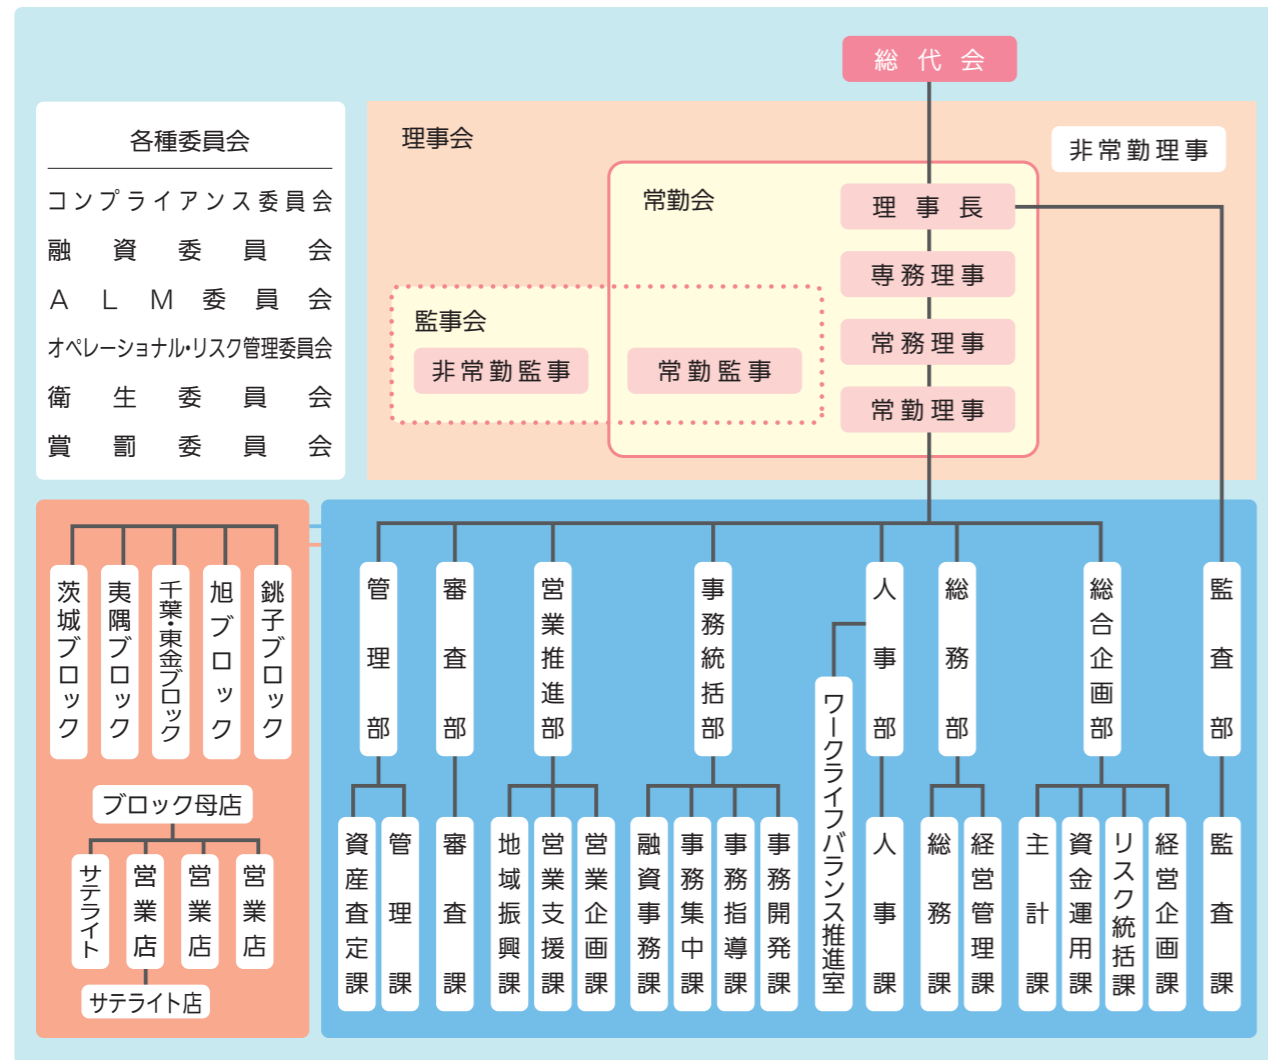 総代会
各種委員会
コンプライアンス委員会
融資委員会
ALM委員会
オペレーショナル・リスク管理委員会
衛生委員会
賞罰委員会
理事会
非常勤理事
常勤会
理事長
専務理事
常務理事
常勤理事
監事会
非常勤監事
常勤監事
茨城ブロック
夷隅ブロック
千葉・東金ブロック
旭ブロック
銚子ブロック
ブロック母店
サテライト
営業店
営業店
営業店
サテライト店
管理部
審査部
営業推進部
事務統括部
人事部
総務部
総合企画部
監査部
資産査定課
管理課
審査課
地域振興課
営業支援課
営業企画課
融資事務課
事務集中課
事務指導課
事務開発課
ワークライフバランス推進室
人事課
総務課
経営管理課
主計課
資金運用課
リスク統括課
経営企画課
監査課